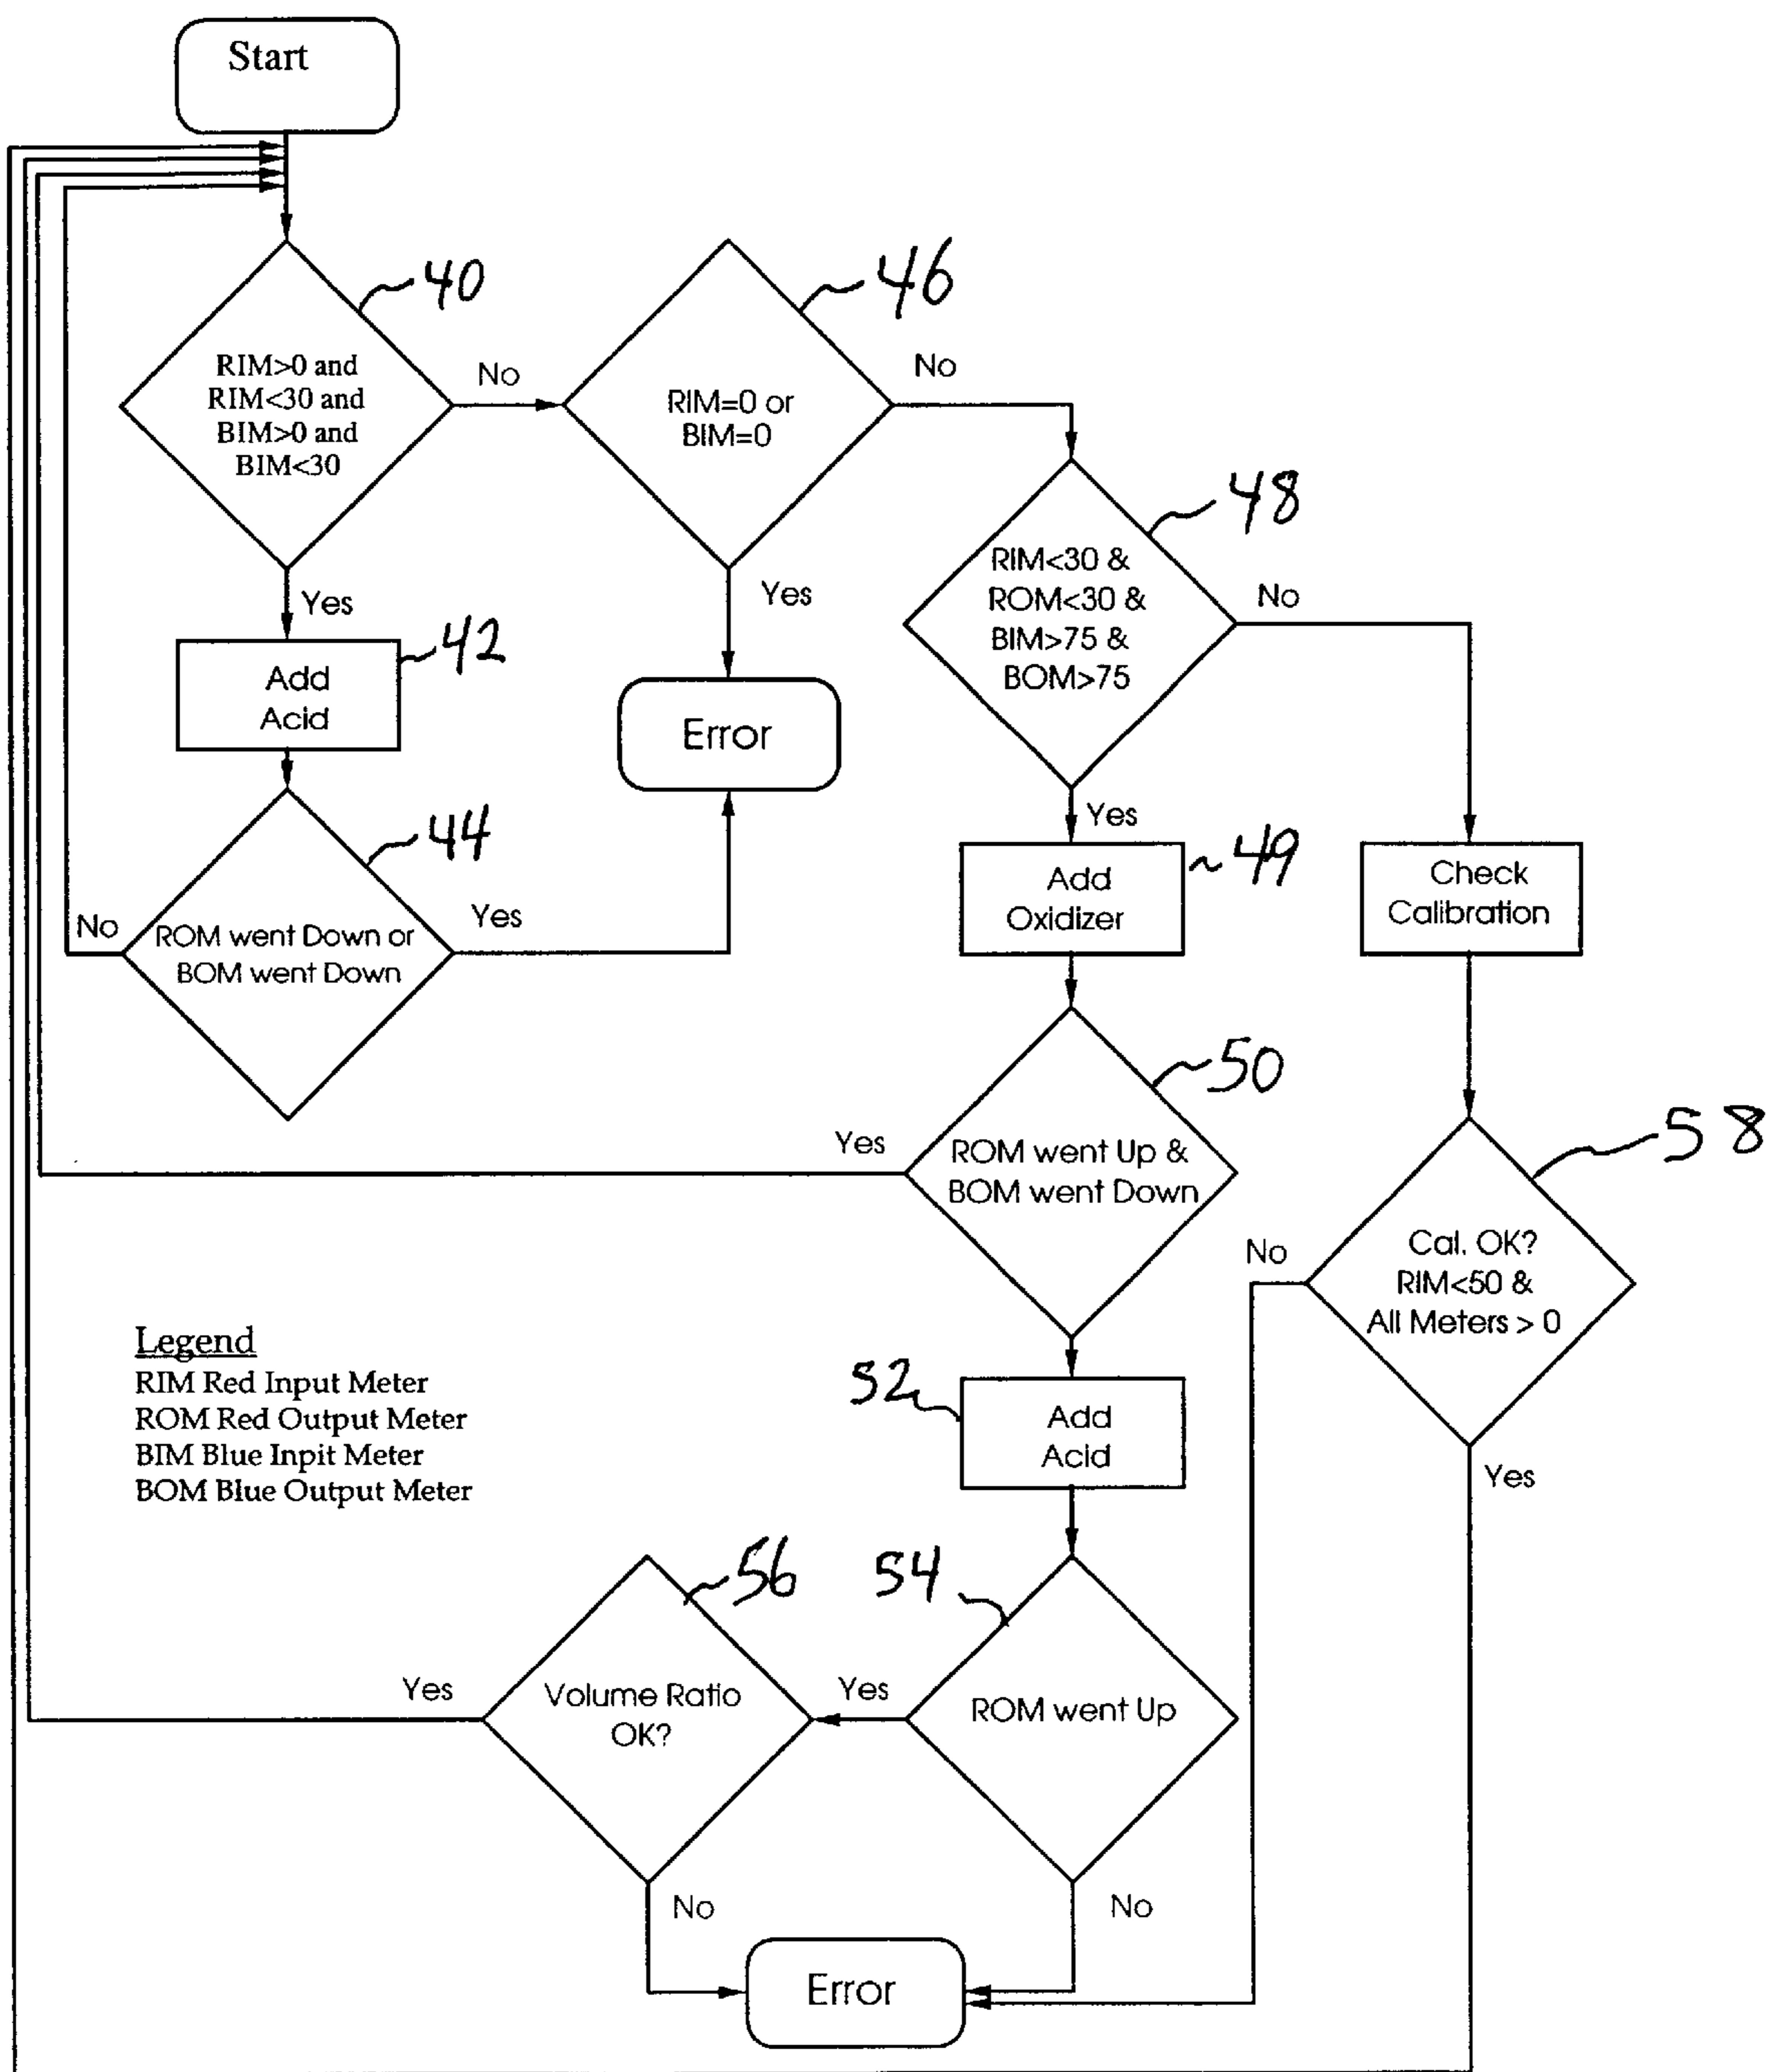 Start
40
RIM>0 and
RIM<30 and
BIM>0 and
BIM<30
No
46
RIM=0 or
BIM=0
No
Yes
42
Add
Acid
Yes
Error
48
RIM<30 &
ROM<30 &
BIM>75 &
BOM>75
No
Yes
44
ROM went Down or
BOM went Down
No
Yes
49
Add
Oxidizer
Check
Calibration
50
ROM went Up &
BOM went Down
Yes
58
Cal. OK?
RIM<50 &
All Meters > 0
No
Yes
Legend
RIM Red Input Meter
ROM Red Output Meter
BIM Blue Inpit Meter
BOM Blue Output Meter
52
Add
Acid
56
Volume Ratio
OK?
Yes
54
ROM went Up
Yes
No
No
Error